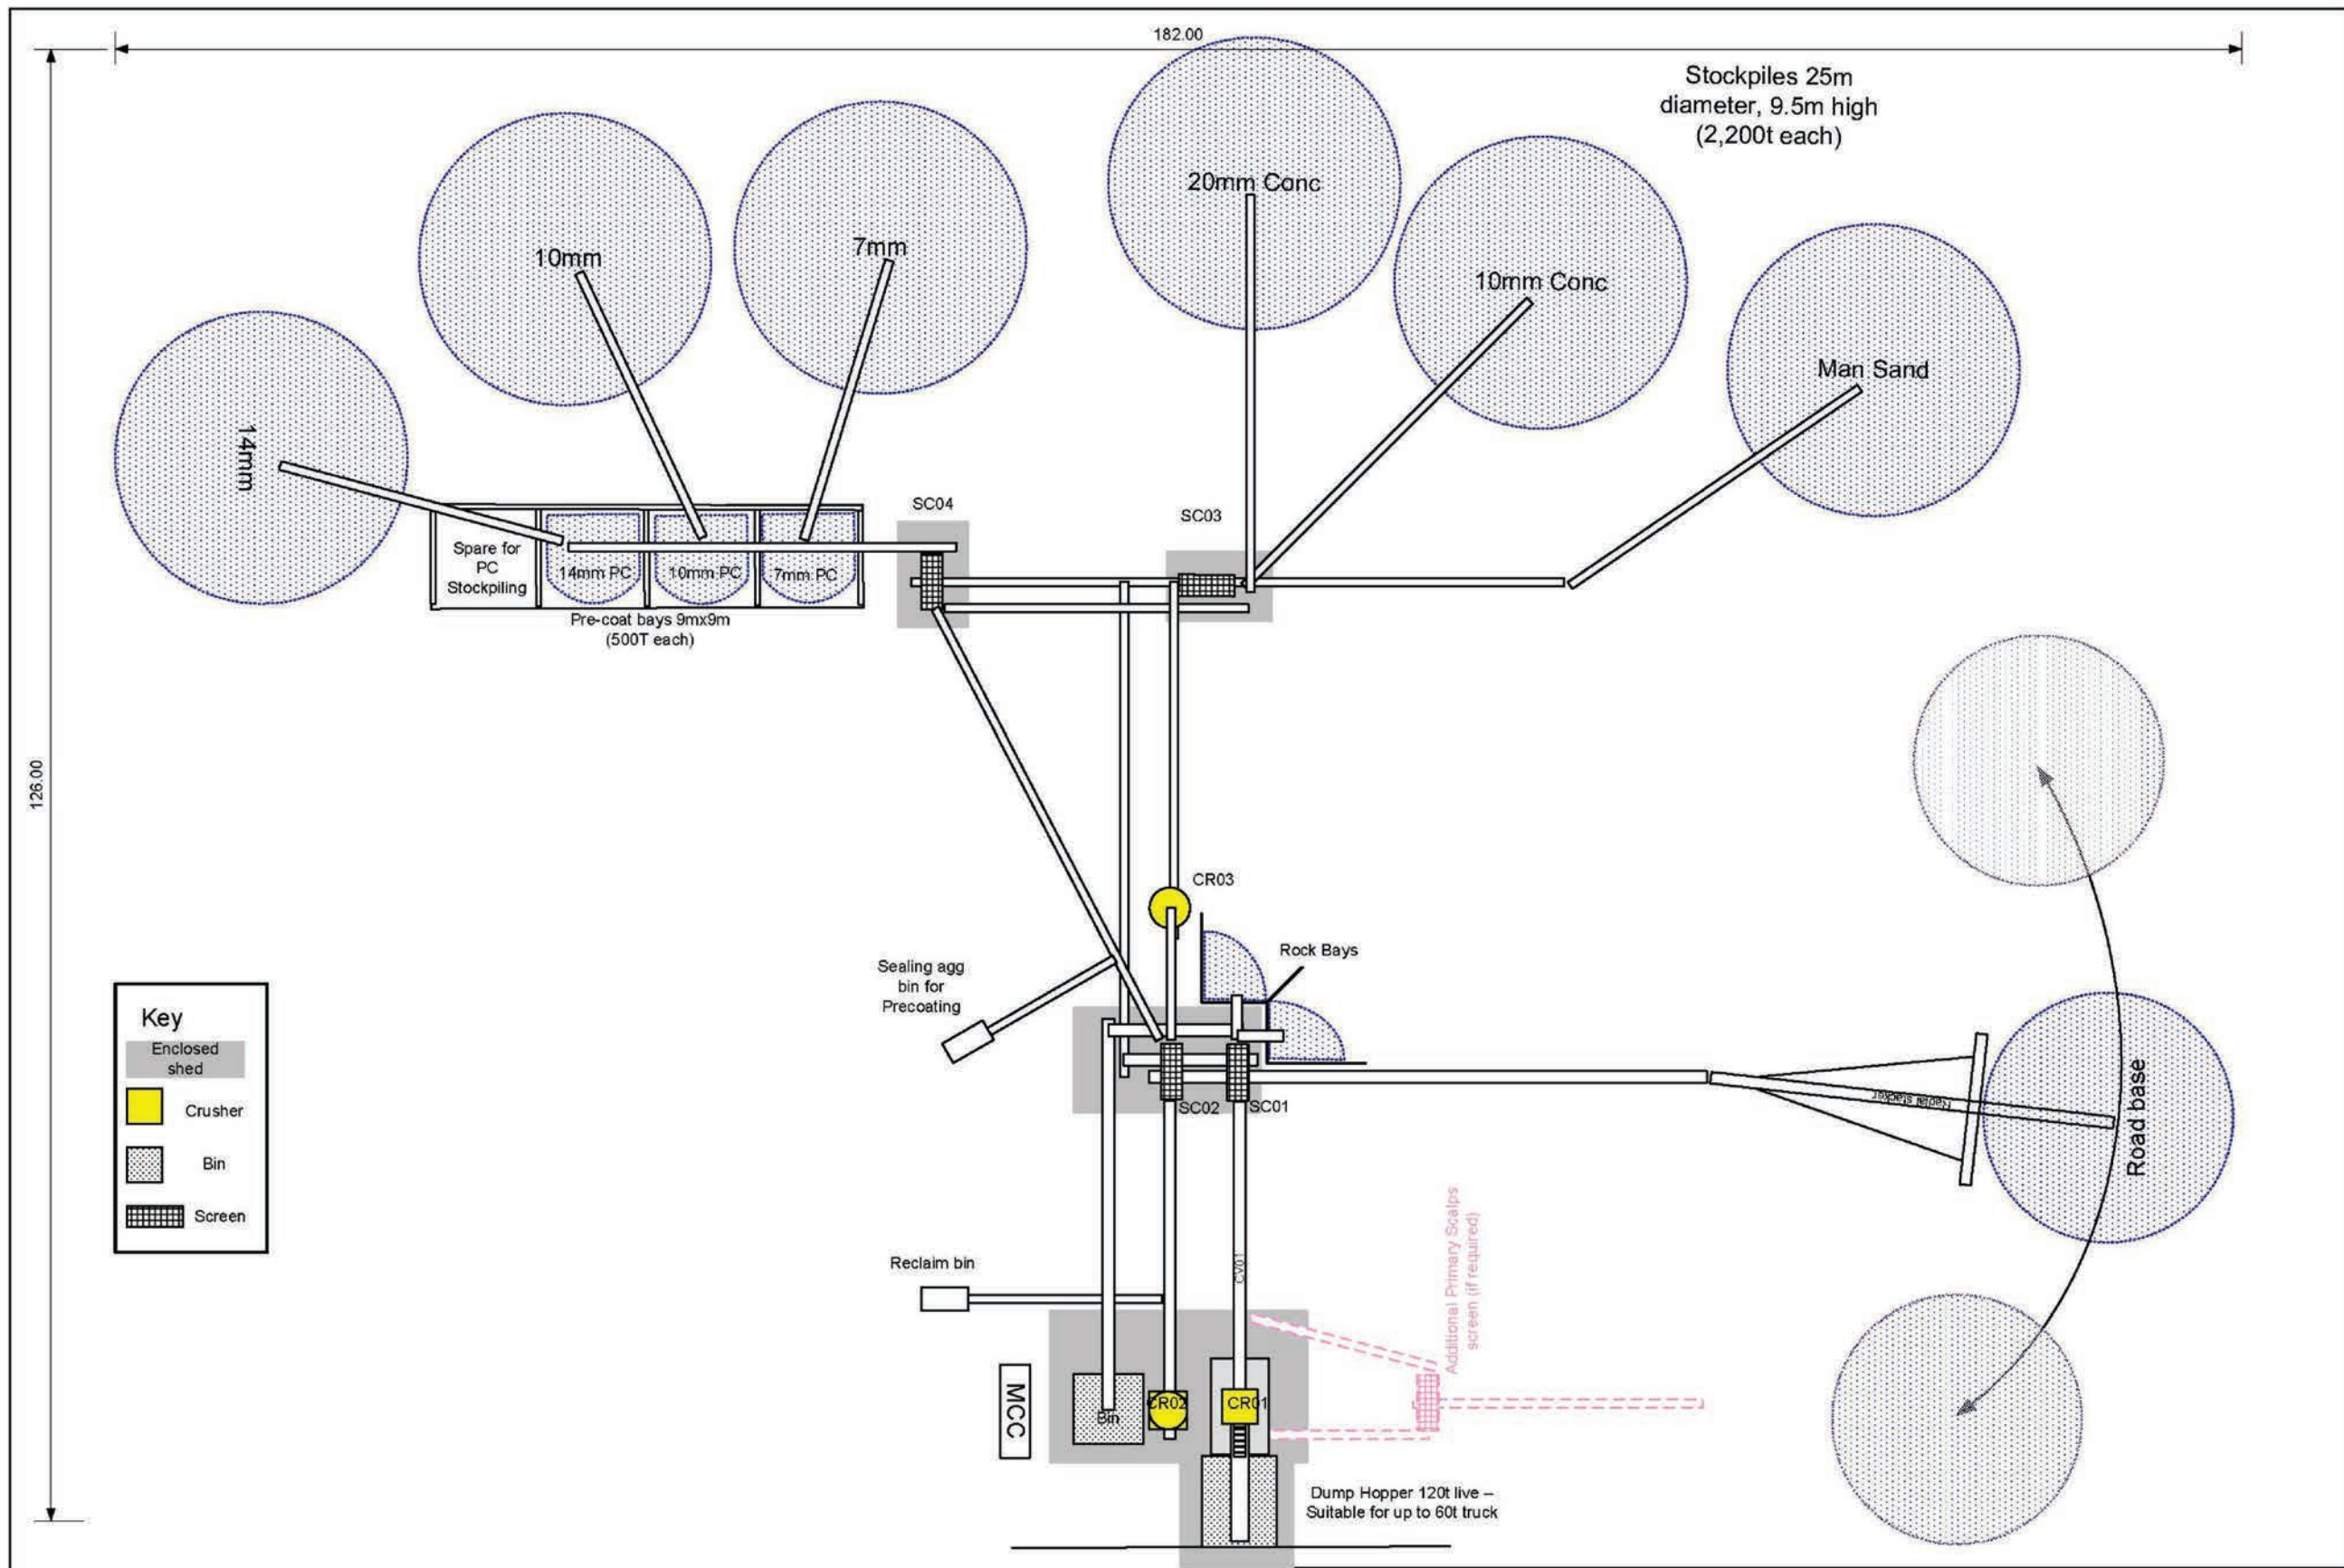 182.00
Stockpiles 25m
diameter, 9.5m high
(2,200t each)
20mm Conc
10mm
7mm
10mm Conc
Man Sand
14mm
SC04
SC03
Spare for
PC
Stockpiling
14mm PC
10mm PC
7mm PC
Pre-coat bays 9mx9m
(500T each)
126.00
CR03
Rock Bays
Sealing agg
bin for
Precoating
Key
Enclosed
shed
Crusher
Bin
Screen
SC02
SC01
Radial stacker
Road base
CV01
Reclaim bin
Additional Primary Scalps
screen (if required)
MCC
Bin
CR02
CR01
Dump Hopper 120t live –
Suitable for up to 60t truck